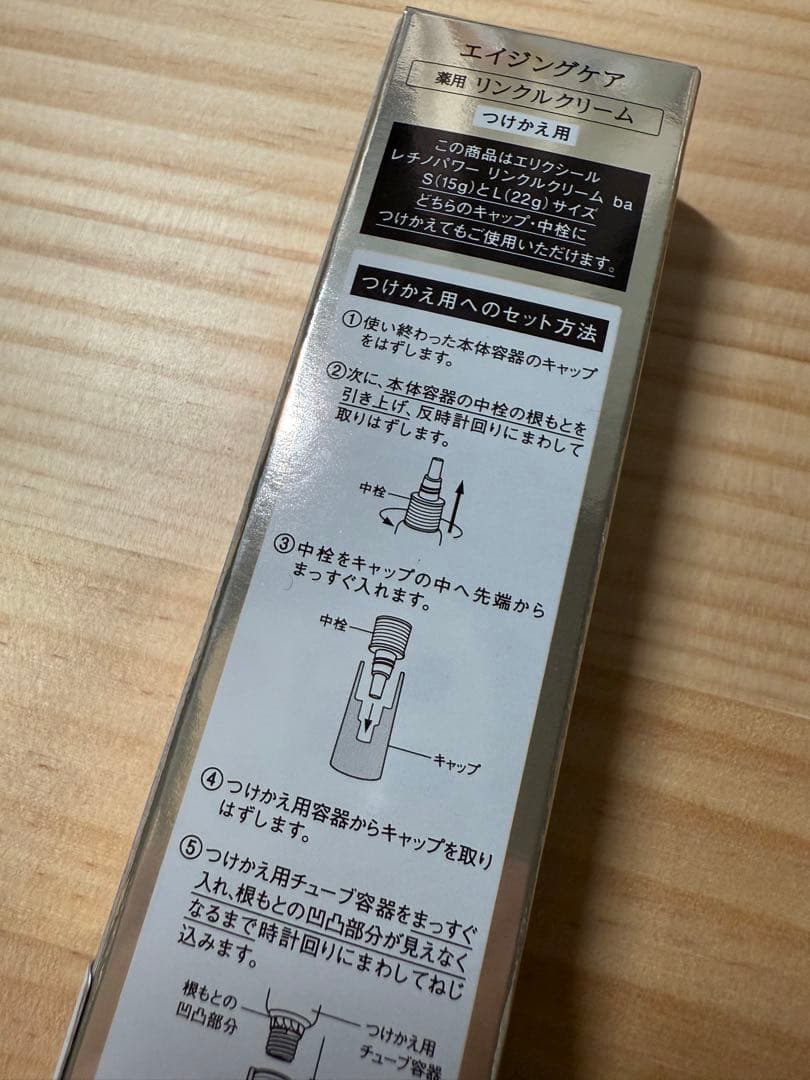 エイジングケア
薬用 リンクルクリーム
つけかえ用
この商品はエリクシール
レチノパワー リンクルクリーム ba
S(15g)とL(22g)サイズ
どちらのキャップ・中栓に
つけかえてもご使用いただけます。
つけかえ用へのセット方法
①使い終わった本体容器のキャップ
をはずします。
②次に、本体容器の中栓の根もとを
引き上げ、反時計回りにまわして
取りはずします。
中栓
③中栓をキャップの中へ先端から
まっすぐ入れます。
中栓
キャップ
④つけかえ用容器からキャップを取り
はずします。
⑤つけかえ用チューブ容器をまっすぐ
入れ、根もとの凹凸部分が見えなく
なるまで時計回りにまわしてねじ
込みます。
根もとの
凹凸部分
つけかえ用
チューブ容器